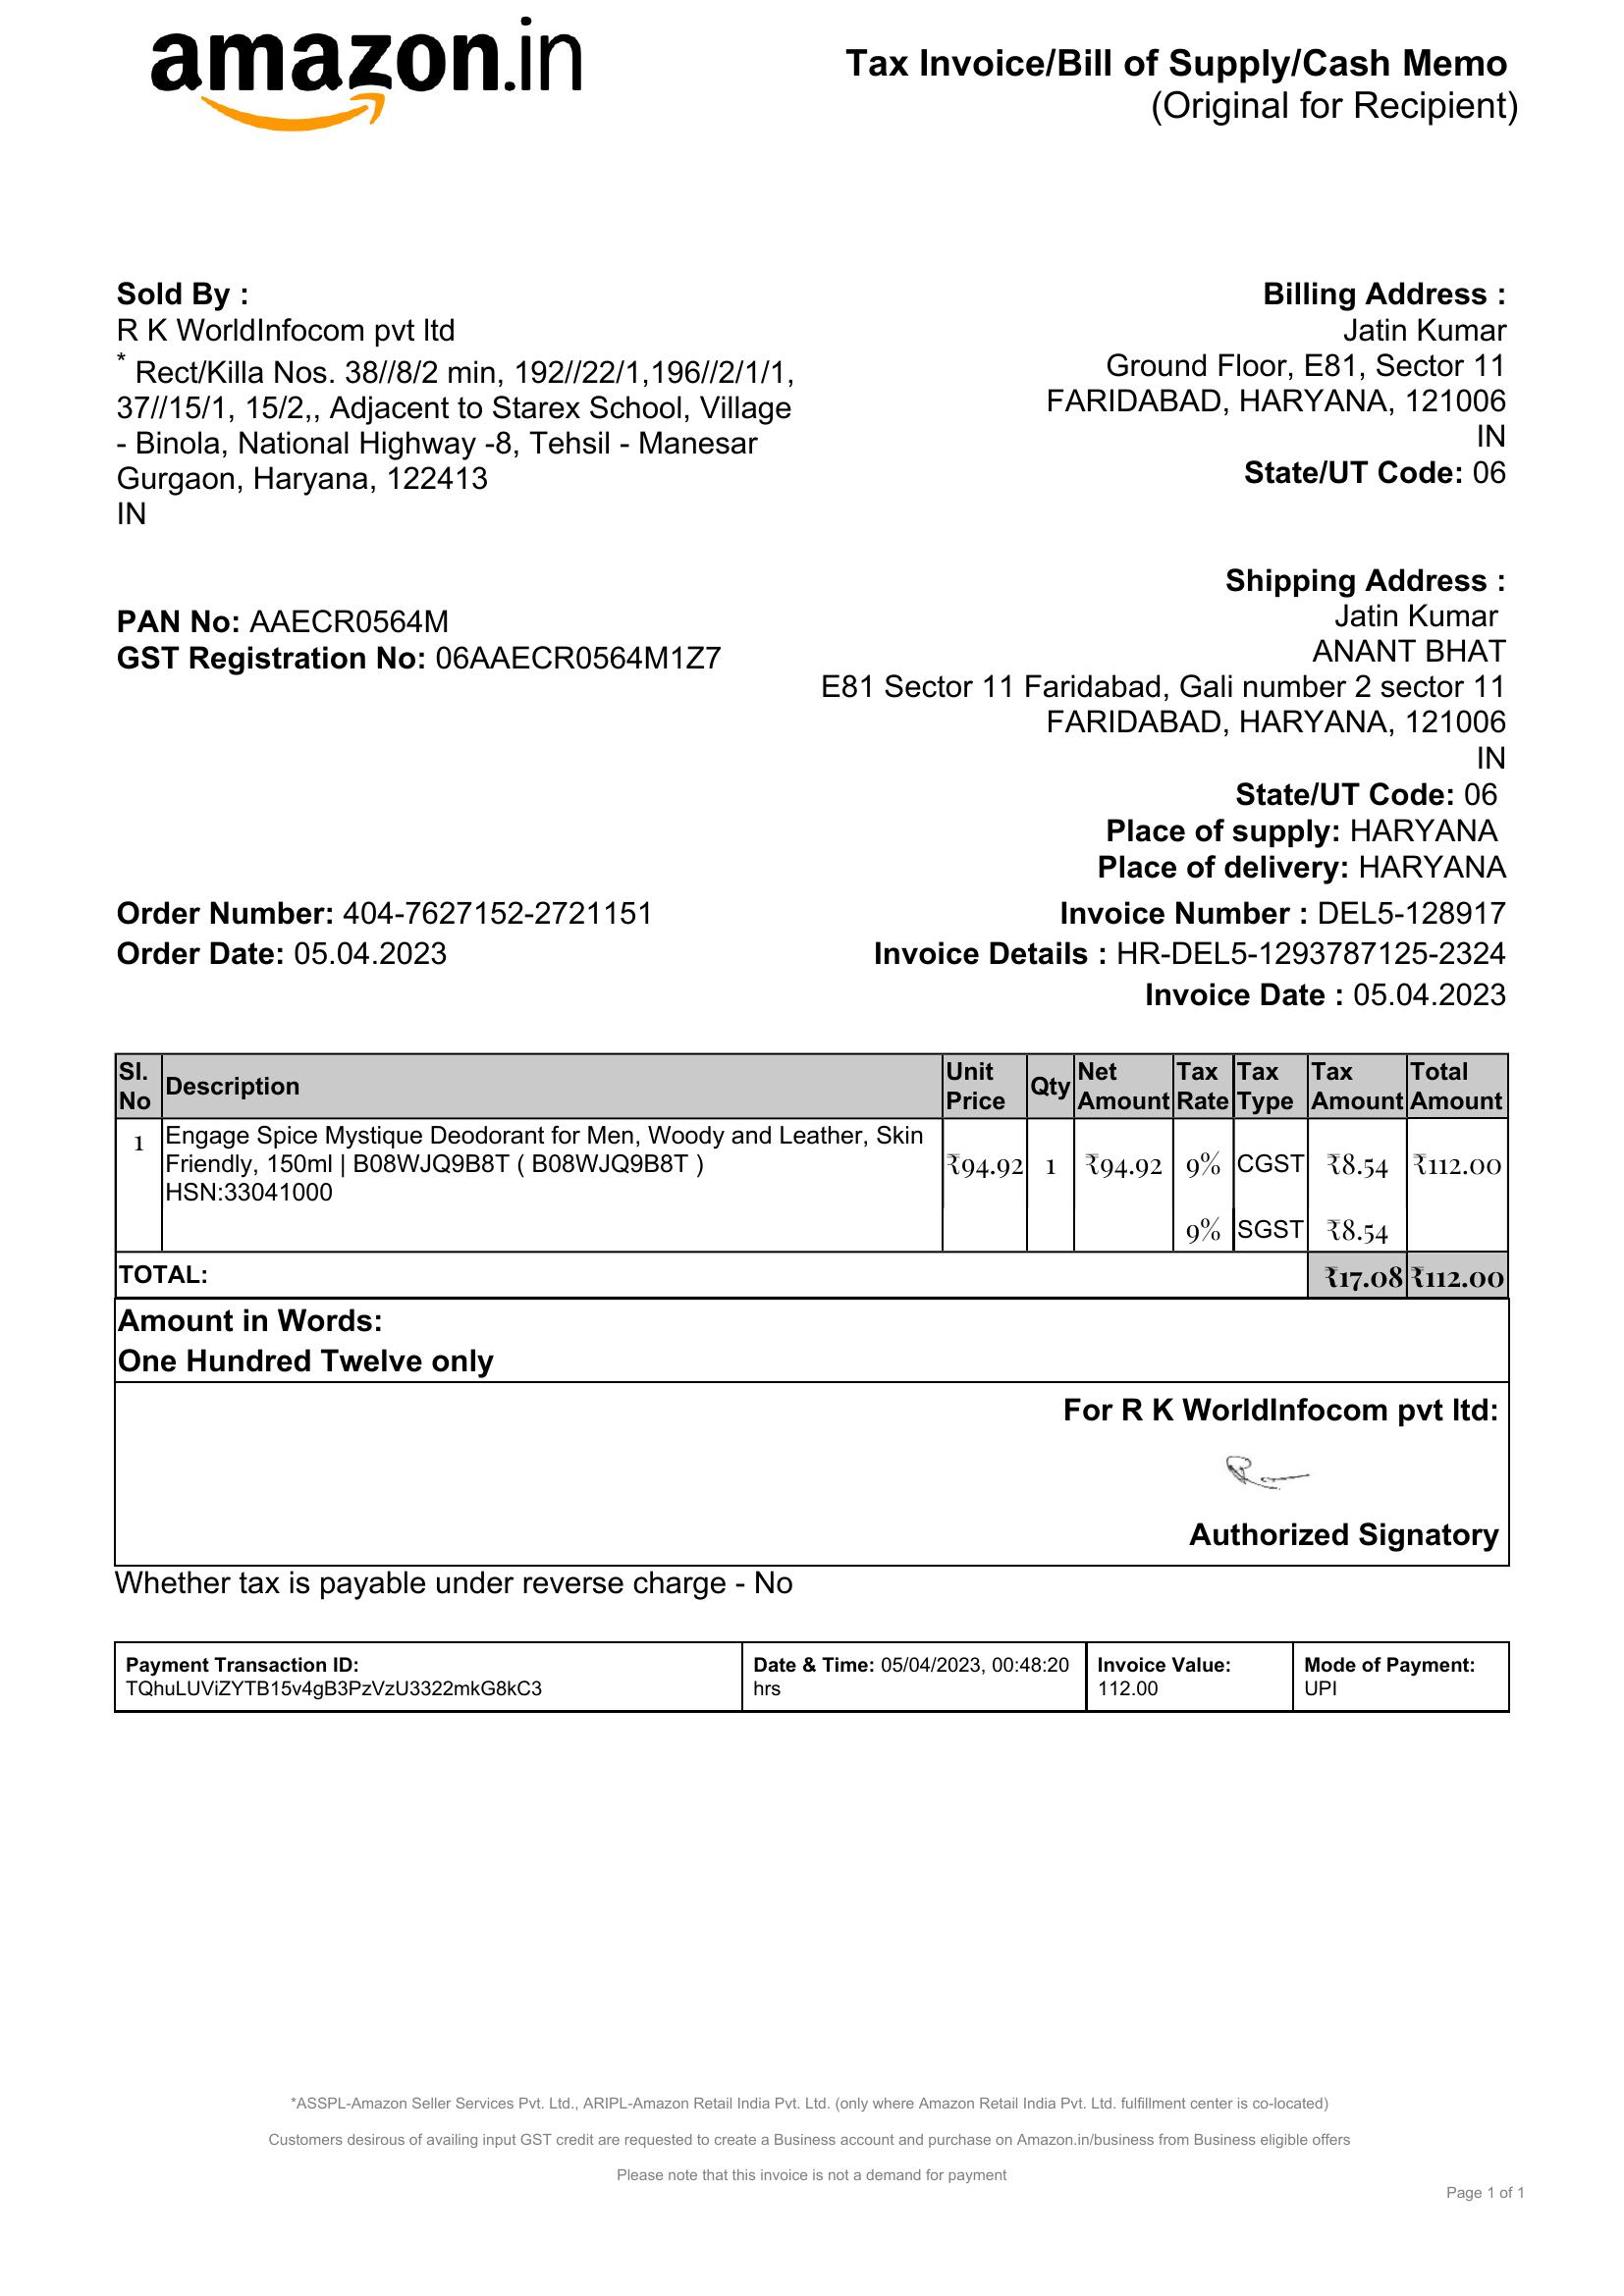 amazon.in
Tax Invoice/Bill of Supply/Cash Memo
(Original for Recipient)
Sold By :
R K WorldInfocom pvt ltd
* Rect/Killa Nos. 38//8/2 min, 192//22/1,196//2/1/1,
37//15/1, 15/2,, Adjacent to Starex School, Village
- Binola, National Highway -8, Tehsil - Manesar
Gurgaon, Haryana, 122413
IN
PAN No: AAECR0564M
GST Registration No: 06AAECR0564M1Z7
Billing Address :
Jatin Kumar
Ground Floor, E81, Sector 11
FARIDABAD, HARYANA, 121006
IN
State/UT Code: 06
Shipping Address :
Jatin Kumar
ANANT BHAT
E81 Sector 11 Faridabad, Gali number 2 sector 11
FARIDABAD, HARYANA, 121006
IN
State/UT Code: 06
Place of supply: HARYANA
Place of delivery: HARYANA
Order Number: 404-7627152-2721151
Order Date: 05.04.2023
Invoice Number : DEL5-128917
Invoice Details : HR-DEL5-1293787125-2324
Invoice Date : 05.04.2023
Sl. No Description Unit Price Qty Net Amount Tax Rate Tax Type Tax Amount Total Amount
1 Engage Spice Mystique Deodorant for Men, Woody and Leather, Skin
Friendly, 150ml | B08WJQ9B8T ( B08WJQ9B8T ) ₹94.92 1 ₹94.92 9% CGST ₹8.54 ₹112.00
HSN:33041000
9% SGST ₹8.54
TOTAL: ₹17.08 ₹112.00
Amount in Words:
One Hundred Twelve only
For R K WorldInfocom pvt ltd:
Authorized Signatory
Whether tax is payable under reverse charge - No
Payment Transaction ID:
TQhuLUViZYTB15v4gB3PzVzU3322mkG8kC3
Date & Time: 05/04/2023, 00:48:20
hrs
Invoice Value:
112.00
Mode of Payment:
UPI
*ASSPL-Amazon Seller Services Pvt. Ltd., ARIPL-Amazon Retail India Pvt. Ltd. (only where Amazon Retail India Pvt. Ltd. fulfillment center is co-located)
Customers desirous of availing input GST credit are requested to create a Business account and purchase on Amazon.in/business from Business eligible offers
Please note that this invoice is not a demand for payment
Page 1 of 1